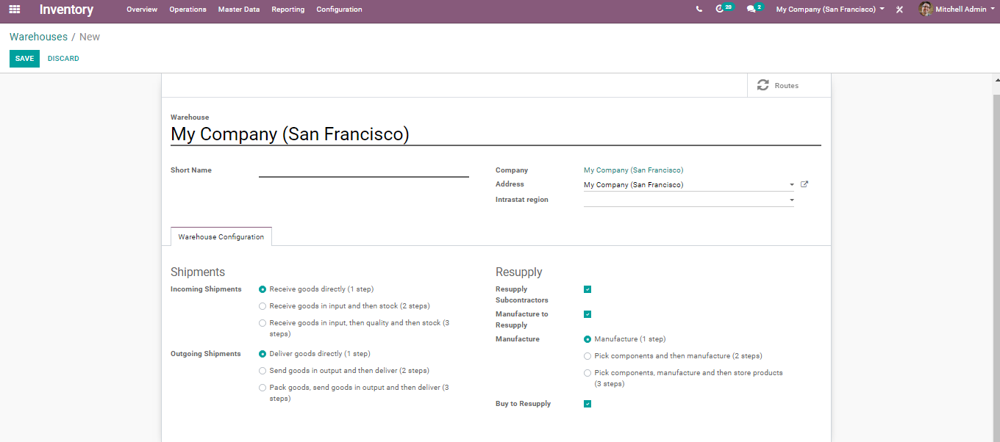 Inventory Overview Operations Master Data Reporting Configuration 20 2 My Company (San Francisco) Mitchell Admin
Warehouses / New
SAVE DISCARD
Routes
Warehouse
My Company (San Francisco)
Short Name
Company My Company (San Francisco)
Address My Company (San Francisco)
Intrastat region
Warehouse Configuration
Shipments
Incoming Shipments Receive goods directly (1 step)
Receive goods in input and then stock (2 steps)
Receive goods in input, then quality and then stock (3
steps)
Outgoing Shipments Deliver goods directly (1 step)
Send goods in output and then deliver (2 steps)
Pack goods, send goods in output and then deliver (3
steps)
Resupply
Resupply
Subcontractors
Manufacture to
Resupply
Manufacture Manufacture (1 step)
Pick components and then manufacture (2 steps)
Pick components, manufacture and then store products
(3 steps)
Buy to Resupply